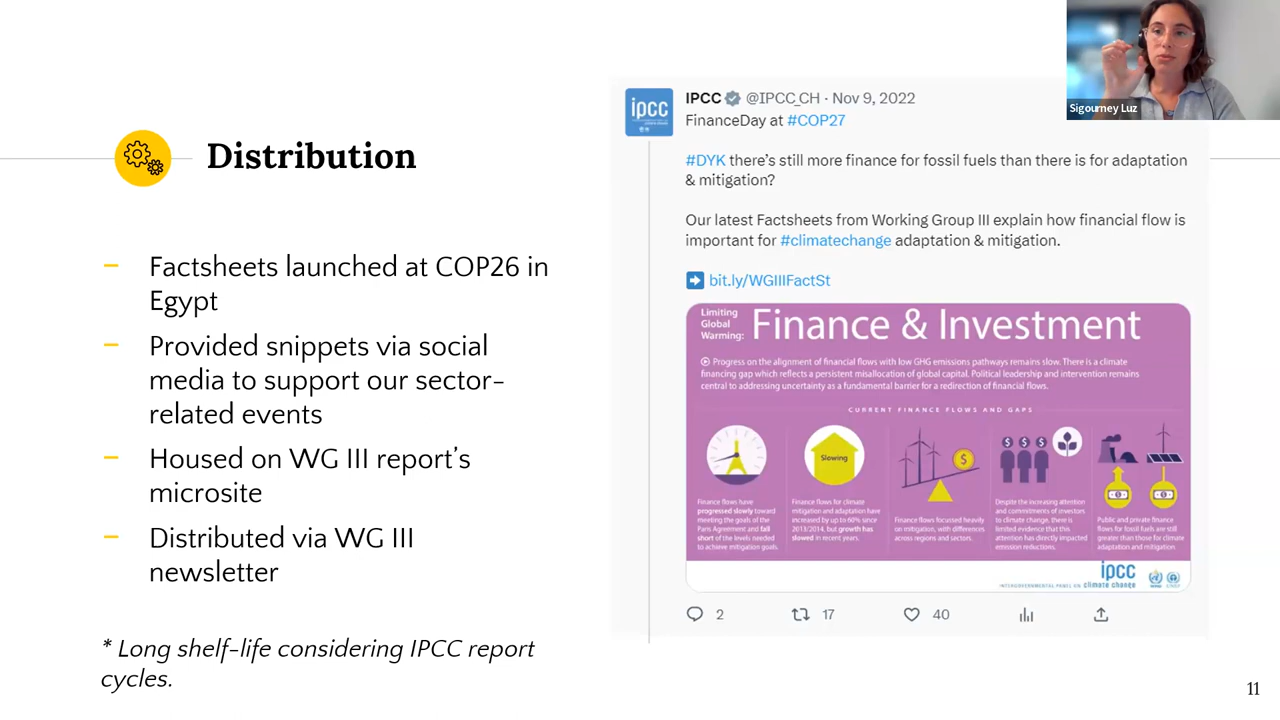 Distribution
– Factsheets launched at COP26 in
Egypt
– Provided snippets via social
media to support our sector-
related events
– Housed on WG III report's
microsite
– Distributed via WG III
newsletter
* Long shelf-life considering IPCC report
cycles.
ipcc
IPCC @IPCC_CH · Nov 9, 2022
FinanceDay at #COP27
#DYK there's still more finance for fossil fuels than there is for adaptation
& mitigation?
Our latest Factsheets from Working Group III explain how financial flow is
important for #climatechange adaptation & mitigation.
bit.ly/WGIIIFactSt
Limiting
Global
Warming:
Finance & Investment
Progress on the alignment of financial flows with low GHG emissions pathways remains slow. There is a climate
financing gap which reflects a persistent misallocation of global capital. Political leadership and intervention remains
central to addressing uncertainty as a fundamental barrier for a redirection of financial flows.
CURRENT FINANCE FLOWS AND GAPS
Finance flows have
progressed slowly toward
meeting the goals of the
Paris Agreement and fall
short of the levels needed
to achieve mitigation goals.
Slowing
Finance flows for climate
mitigation and adaptation have
increased by up to 60% since
2013/2014, but growth has
slowed in recent years.
$
Finance flows focussed heavily
on mitigation, with differences
across regions and sectors.
$ $ $
Despite the increasing attention
and commitments of investors
to climate change, there is
limited evidence that this
attention has directly impacted
emission reductions.
$ $
Public and private finance
flows for fossil fuels are still
greater than those for climate
adaptation and mitigation.
ipcc
INTERGOVERNMENTAL PANEL ON climate change
2 17 40
Sigourney Luz
11